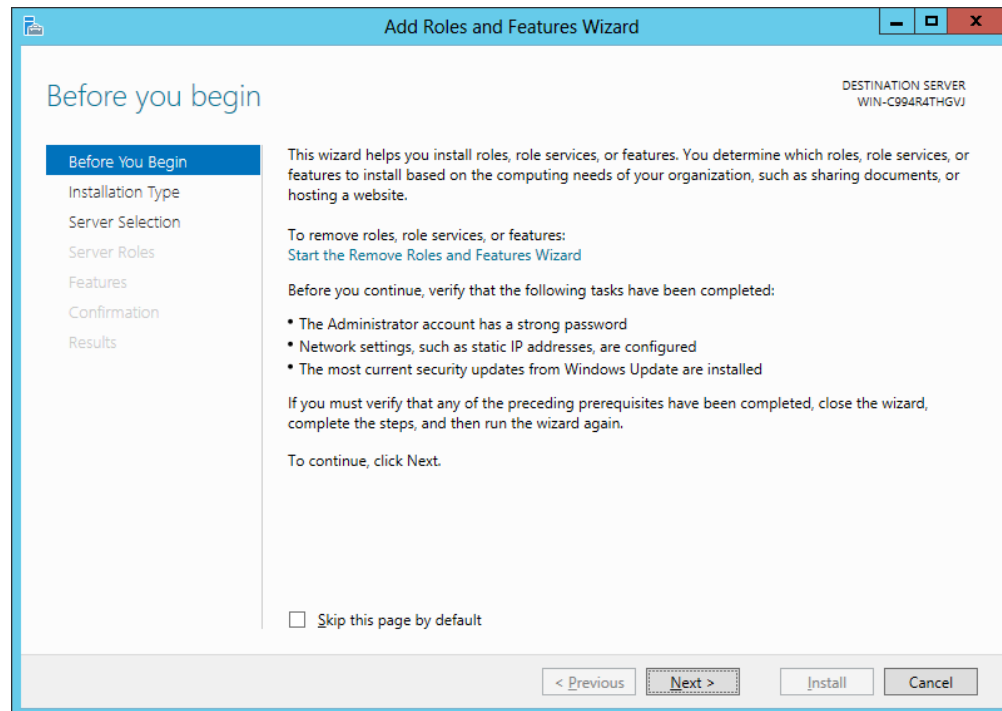 Add Roles and Features Wizard
Before you begin
DESTINATION SERVER
WIN-C994R4THGVJ
Before You Begin
Installation Type
Server Selection
Server Roles
Features
Confirmation
Results
This wizard helps you install roles, role services, or features. You determine which roles, role services, or
features to install based on the computing needs of your organization, such as sharing documents, or
hosting a website.
To remove roles, role services, or features:
Start the Remove Roles and Features Wizard
Before you continue, verify that the following tasks have been completed:
• The Administrator account has a strong password
• Network settings, such as static IP addresses, are configured
• The most current security updates from Windows Update are installed
If you must verify that any of the preceding prerequisites have been completed, close the wizard,
complete the steps, and then run the wizard again.
To continue, click Next.
Skip this page by default
< Previous
Next >
Install
Cancel